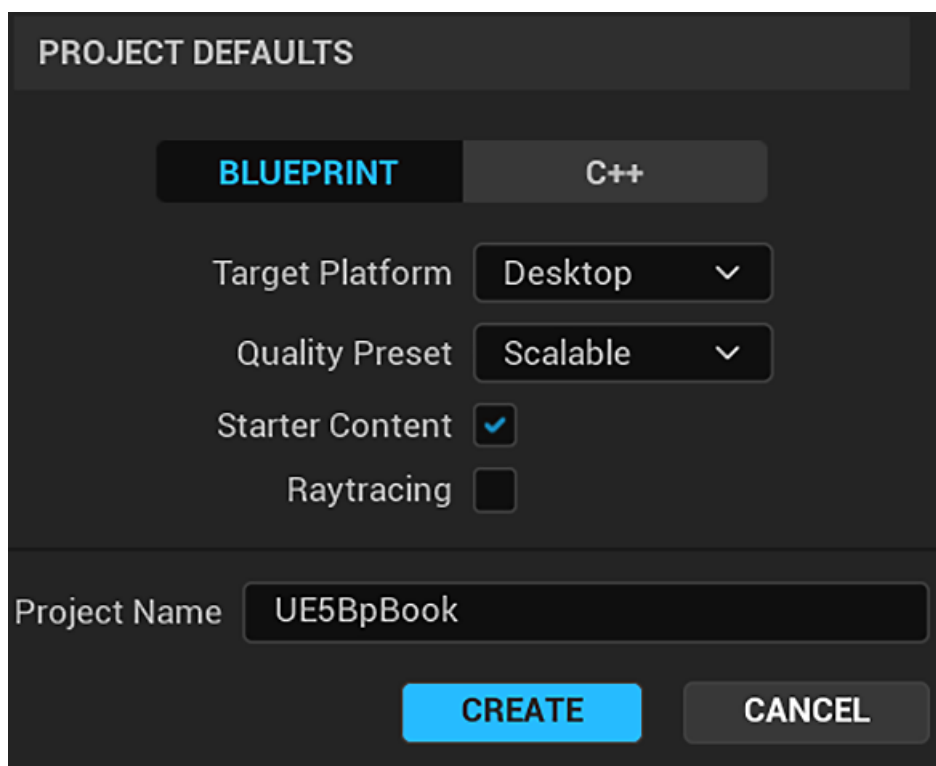 PROJECT DEFAULTS
BLUEPRINT C++
Target Platform Desktop
Quality Preset Scalable
Starter Content
Raytracing
Project Name UE5BpBook
CREATE CANCEL